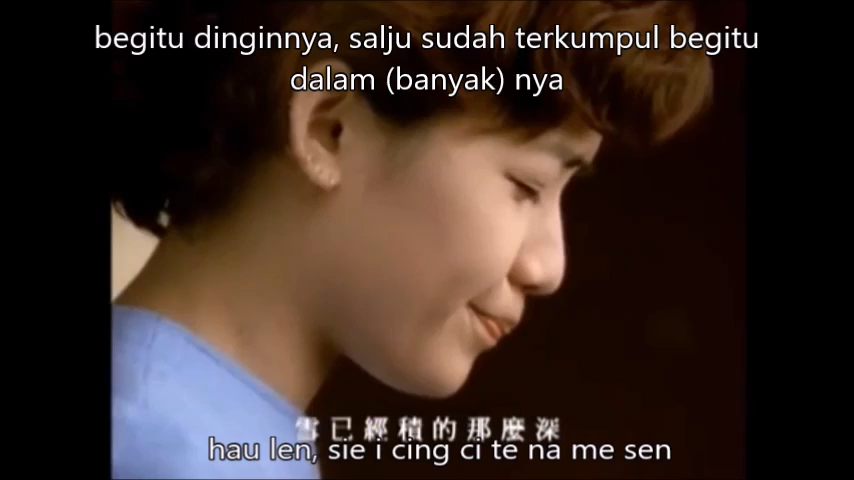 begitu dinginnya, salju sudah terkumpul begitu
dalam (banyak) nya
雪已經積的那麼深
hau len, sie i cing ci te na me sen